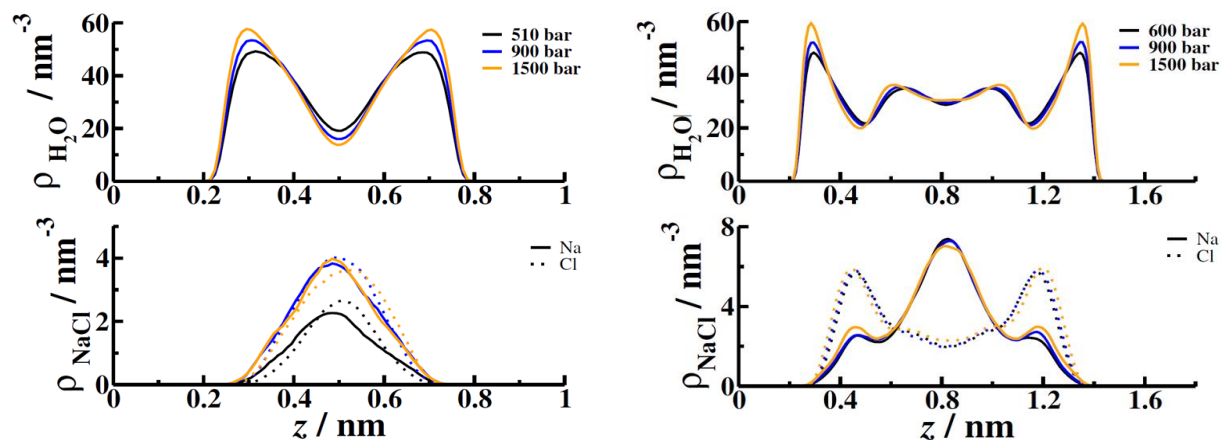 60
40
20
0
ρ H₂O / nm⁻³
510 bar
900 bar
1500 bar
0 0.2 0.4 0.6 0.8 1
4
2
0
ρ NaCl / nm⁻³
Na
Cl
0 0.2 0.4 0.6 0.8 1
z / nm
60
40
20
0
ρ H₂O / nm⁻³
600 bar
900 bar
1500 bar
0 0.4 0.8 1.2 1.6
8
4
0
ρ NaCl / nm⁻³
Na
Cl
0 0.4 0.8 1.2 1.6
z / nm